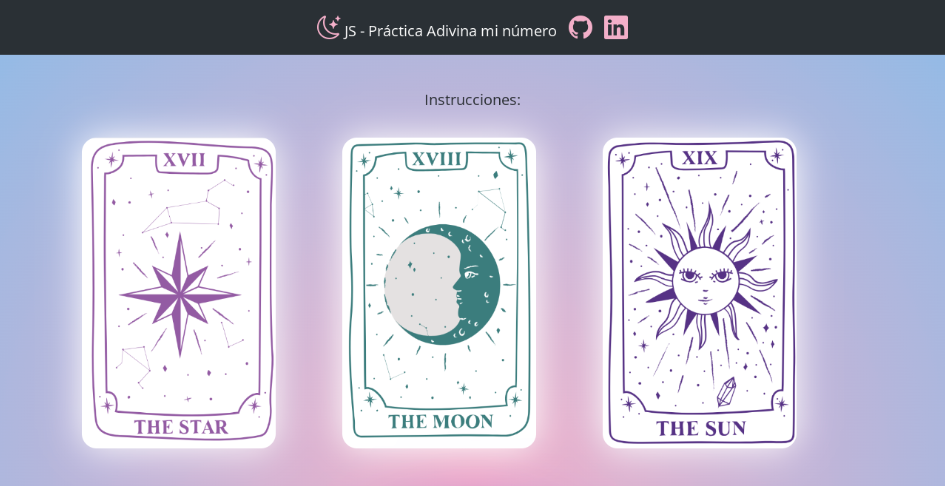 JS - Práctica Adivina mi número
Instrucciones:
XVII
THE STAR
XVIII
THE MOON
XIX
THE SUN